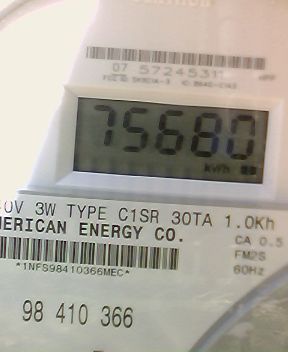 07 57245311
75680
kWh
0V 3W TYPE C1SR 30TA 1.0Kh
MERICAN ENERGY CO.
CA 0.5
FM2S
60Hz
*1NFS98410366MEC*
98 410 366